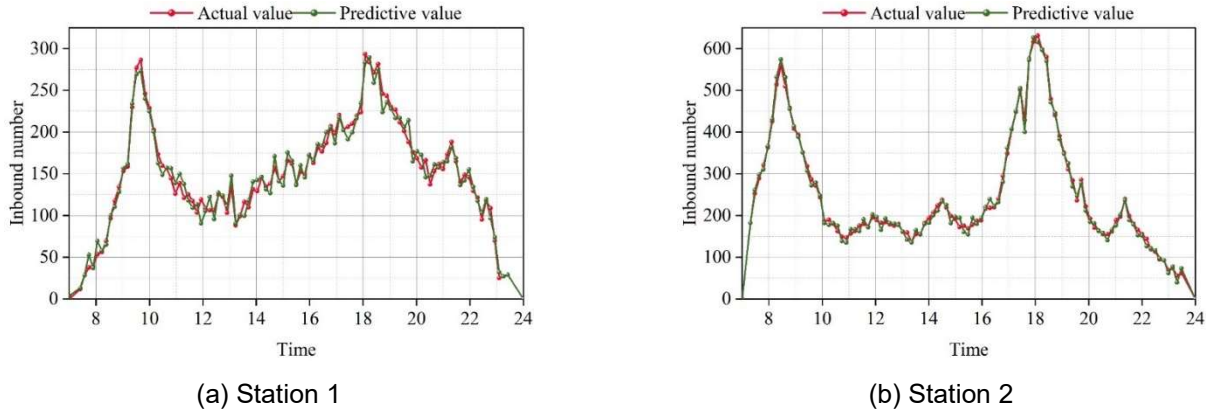 Actual value Predictive value
300
250
200
150
100
50
0
Inbound number
8 10 12 14 16 18 20 22 24
Time
(a) Station 1
Actual value Predictive value
600
500
400
300
200
100
0
Inbound number
8 10 12 14 16 18 20 22 24
Time
(b) Station 2